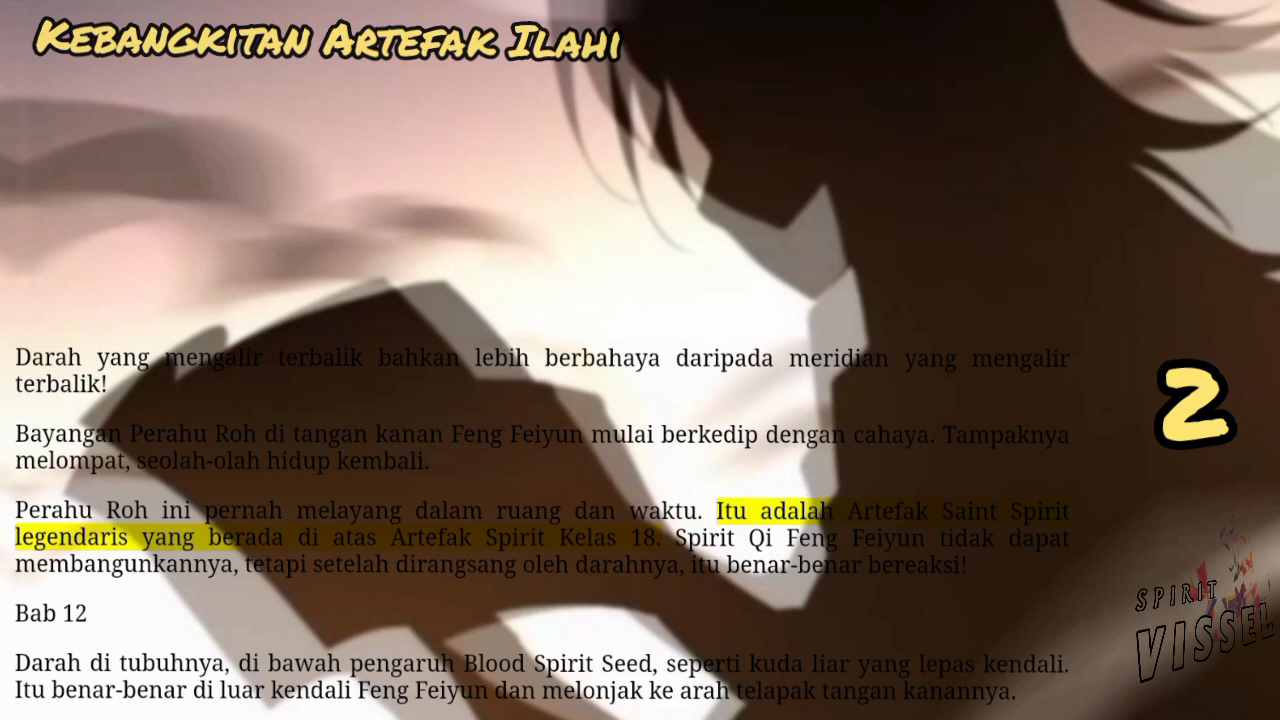 Kebangkitan Artefak Ilahi
Darah yang mengalir terbalik bahkan lebih berbahaya daripada meridian yang mengalir
terbalik!
Bayangan Perahu Roh di tangan kanan Feng Feiyun mulai berkedip dengan cahaya. Tampaknya
melompat, seolah-olah hidup kembali.
Perahu Roh ini pernah melayang dalam ruang dan waktu. Itu adalah Artefak Saint Spirit
legendaris yang berada di atas Artefak Spirit Kelas 18. Spirit Qi Feng Feiyun tidak dapat
membangunkannya, tetapi setelah dirangsang oleh darahnya, itu benar-benar bereaksi!
Bab 12
Darah di tubuhnya, di bawah pengaruh Blood Spirit Seed, seperti kuda liar yang lepas kendali.
Itu benar-benar di luar kendali Feng Feiyun dan melonjak ke arah telapak tangan kanannya.
2
SPIRIT
VISSEL